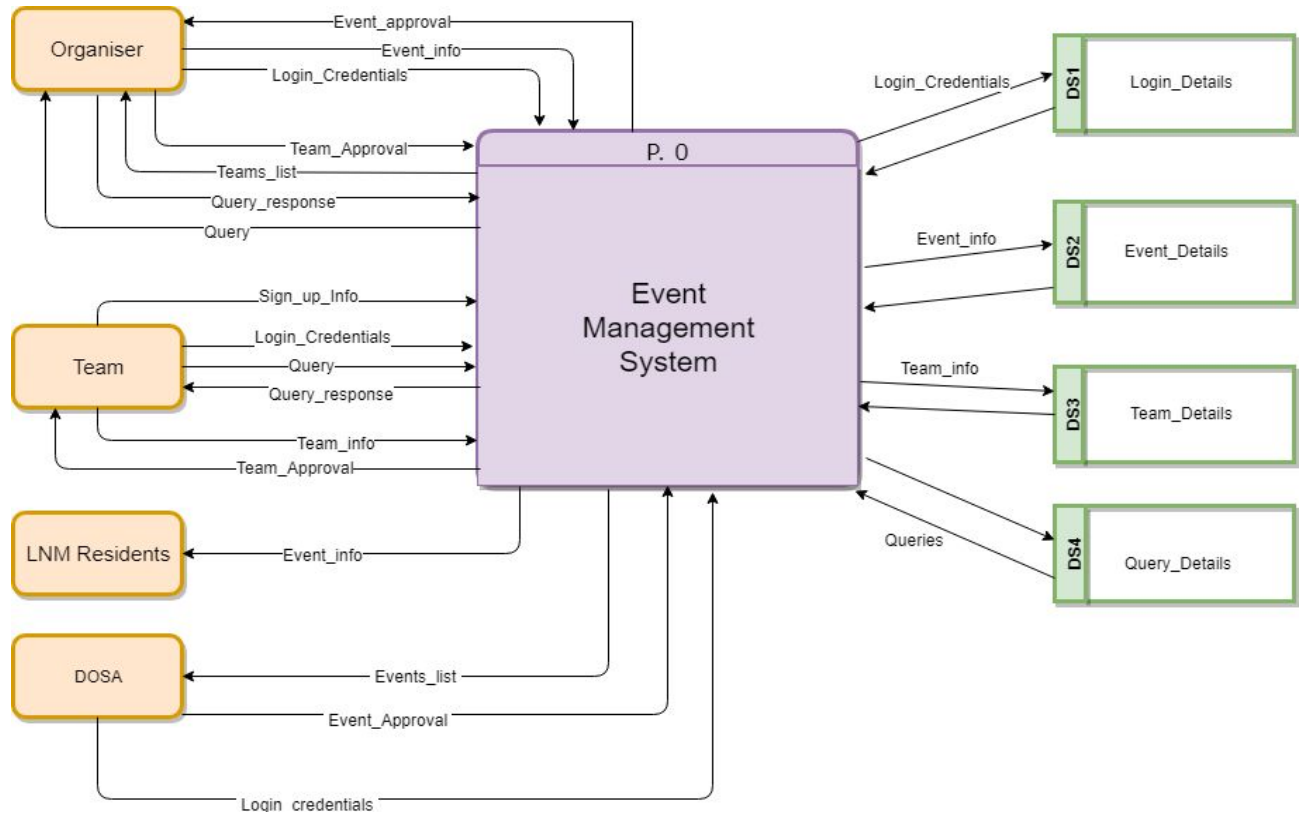 Event_approval
Organiser
Event_info
Login_Credentials
Team_Approval
Teams_list
Query_response
Query
P. 0
Event
Management
System
Sign_up_Info
Team
Login_Credentials
Query
Query_response
Team_info
Team_Approval
LNM Residents
Event_info
DOSA
Events_list
Event_Approval
Login_credentials
Login_Credentials
DS1
Login_Details
Event_info
DS2
Event_Details
Team_info
DS3
Team_Details
Queries
DS4
Query_Details